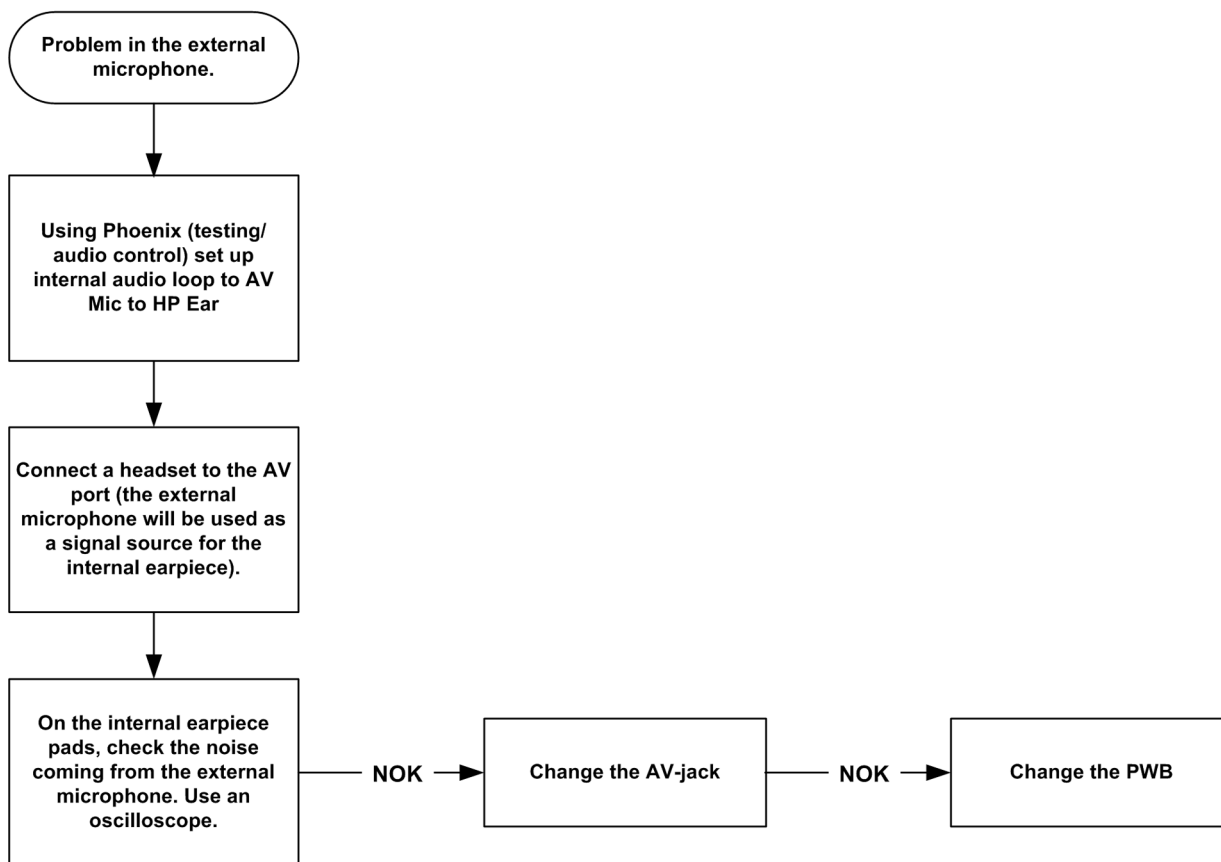 Problem in the external
microphone.
Using Phoenix (testing/
audio control) set up
internal audio loop to AV
Mic to HP Ear
Connect a headset to the AV
port (the external
microphone will be used as
a signal source for the
internal earpiece).
On the internal earpiece
pads, check the noise
coming from the external
microphone. Use an
oscilloscope.
NOK
Change the AV-jack
NOK
Change the PWB